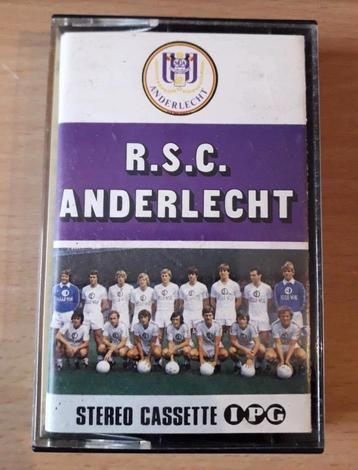 ANDERLECHT
R.S.C.
ANDERLECHT
STEREO CASSETTE IPG